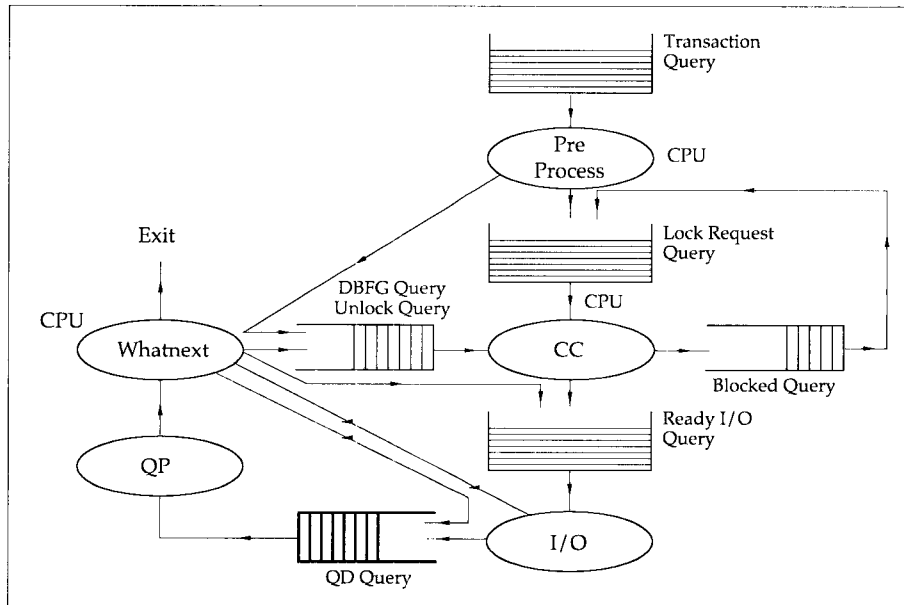 Transaction
Query
Pre
Process
CPU
Lock Request
Query
Exit
DBFG Query
Unlock Query
CPU
CPU
Whatnext
CC
Blocked Query
Ready I/O
Query
QP
I/O
QD Query